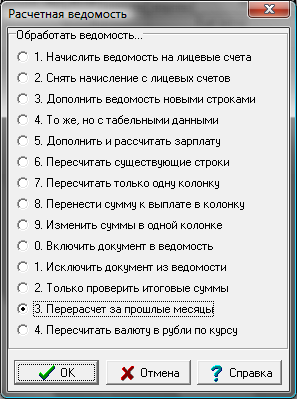 Расчетная ведомость
Обработать ведомость...
1. Начислить ведомость на лицевые счета
2. Снять начисление с лицевых счетов
3. Дополнить ведомость новыми строками
4. То же, но с табельными данными
5. Дополнить и рассчитать зарплату
6. Пересчитать существующие строки
7. Пересчитать только одну колонку
8. Перенести сумму к выплате в колонку
9. Изменить суммы в одной колонке
0. Включить документ в ведомость
1. Исключить документ из ведомости
2. Только проверить итоговые суммы
3. Перерасчет за прошлые месяцы
4. Пересчитать валюту в рубли по курсу
OK Отмена ? Справка